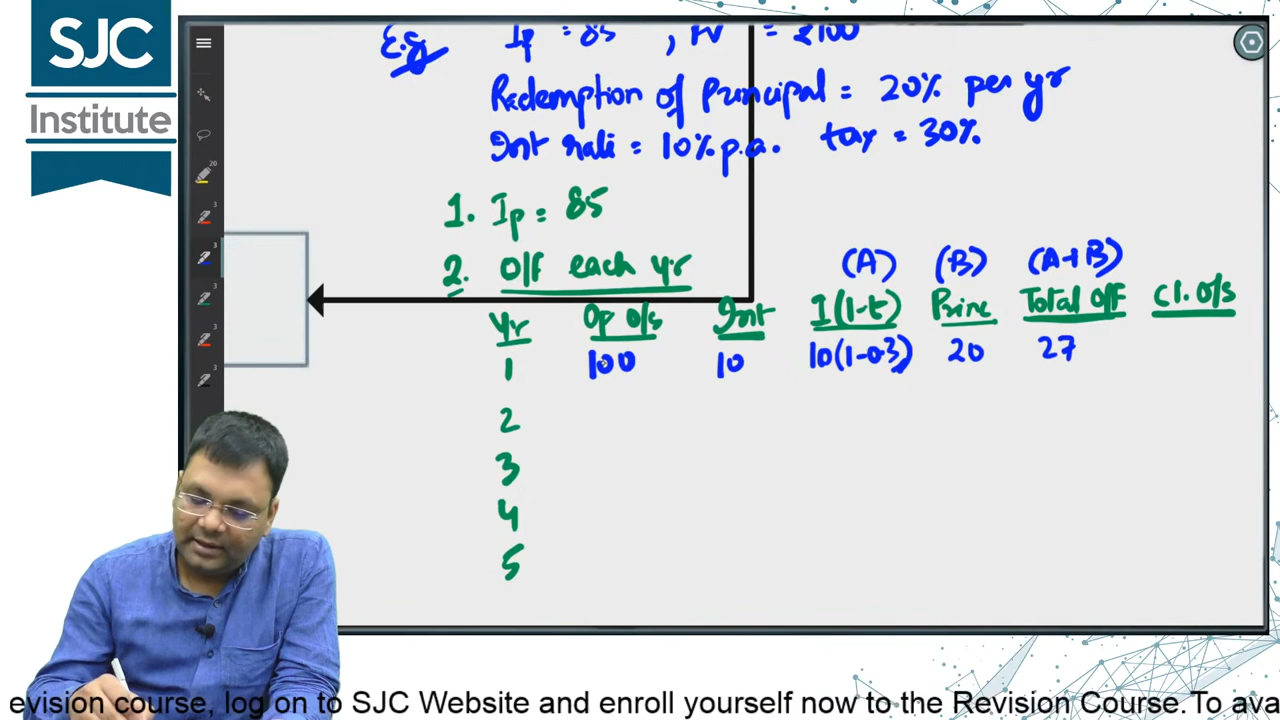 SJC
Institute
E.g Ip = 85 , FV = ₹100
Redemption of Principal = 20% per yr
Int rate = 10% p.a. tax = 30%
1. Ip = 85
2. O/F each yr
(A) (B) (A+B)
Yr Op O/s Int I(1-t) Princ Total O/F Cl. O/s
1 100 10 10(1-0.3) 20 27
2
3
4
5
evision course, log on to SJC Website and enroll yourself now to the Revision Course.To ava